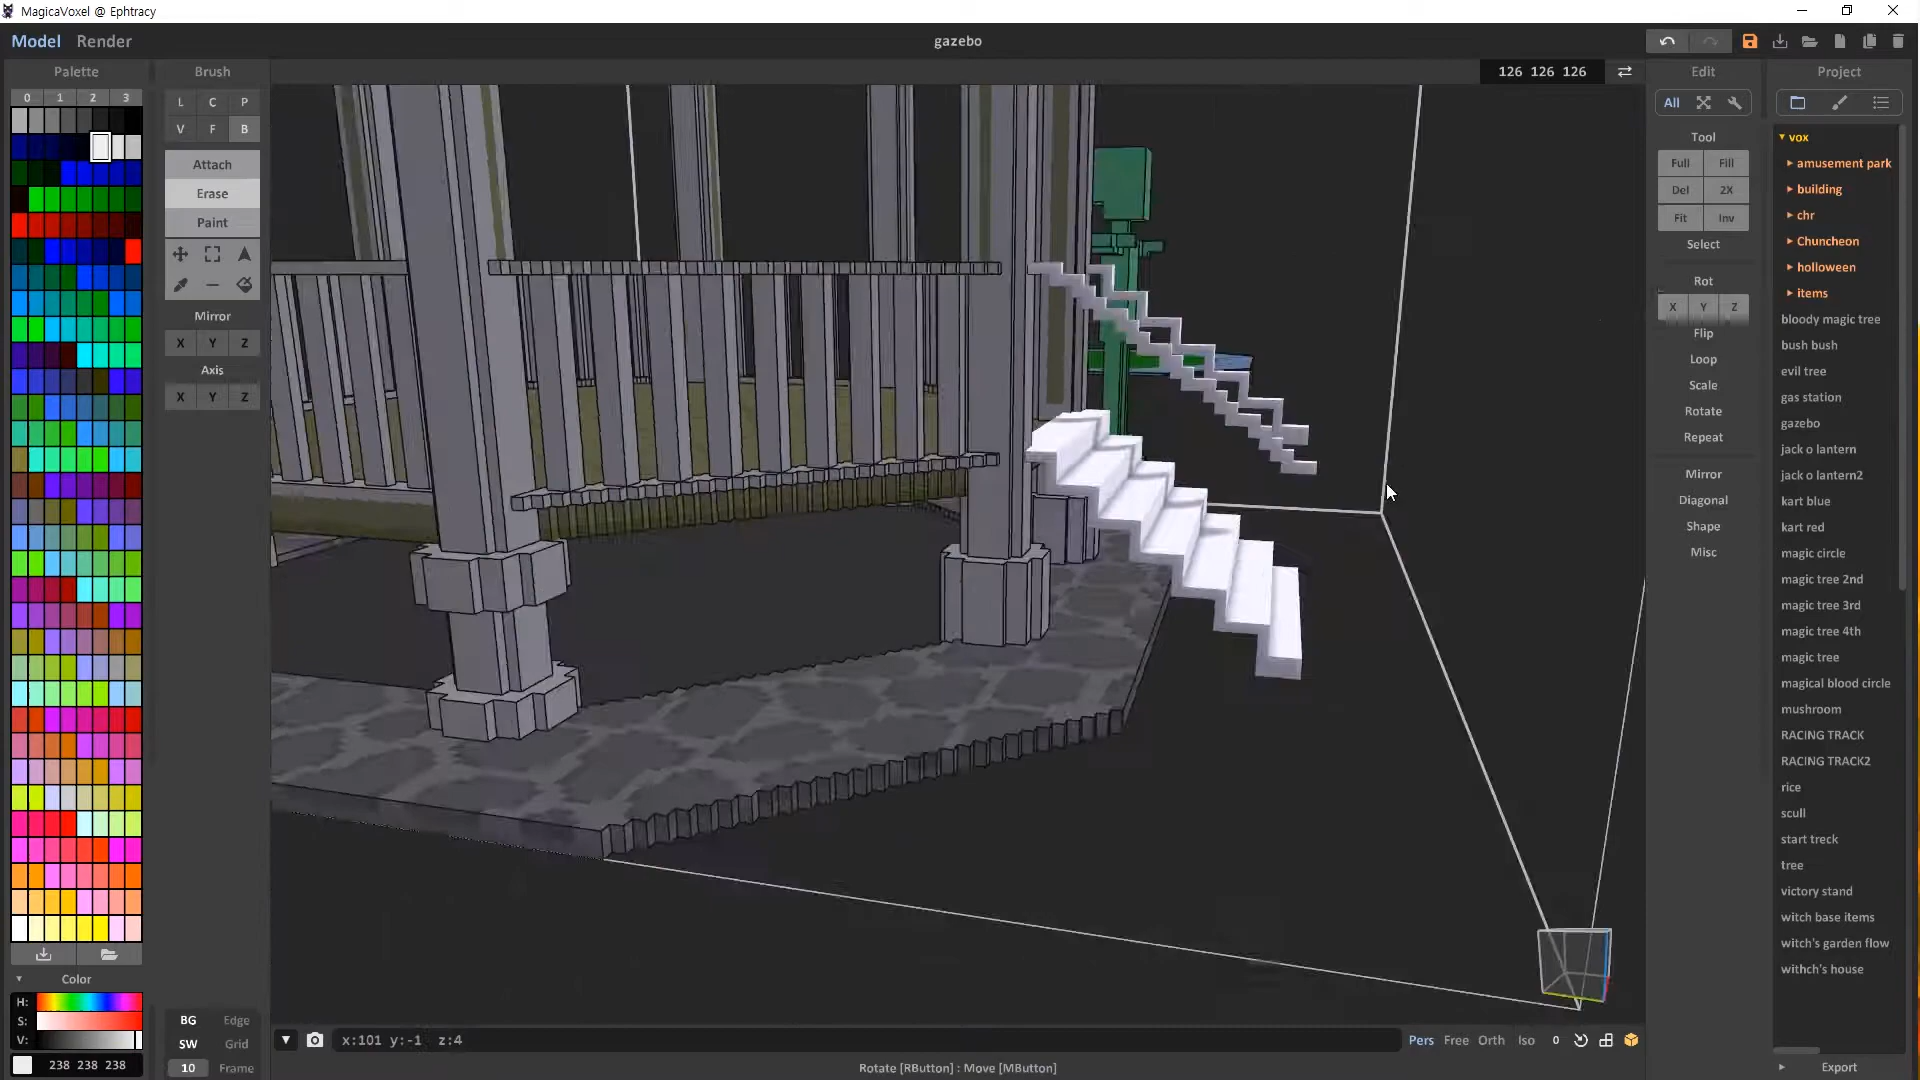 MagicaVoxel @ Ephtracy
Model Render
gazebo
Palette
0 1 2 3
Color
H:
S:
V:
238 238 238
Brush
L C P
V F B
Attach
Erase
Paint
Mirror
X Y Z
Axis
X Y Z
BG Edge
SW Grid
10 Frame
126 126 126
x:101 y:-1 z:4
Pers Free Orth Iso 0
Rotate [RButton] : Move [MButton]
Edit
All
Tool
Full Fill
Del 2X
Fit Inv
Select
Rot
X Y Z
Flip
Loop
Scale
Rotate
Repeat
Mirror
Diagonal
Shape
Misc
Project
vox
amusement park
building
chr
Chuncheon
holloween
items
bloody magic tree
bush bush
evil tree
gas station
gazebo
jack o lantern
jack o lantern2
kart blue
kart red
magic circle
magic tree 2nd
magic tree 3rd
magic tree 4th
magic tree
magical blood circle
mushroom
RACING TRACK
RACING TRACK2
rice
scull
start treck
tree
victory stand
witch base items
witch's garden flow
withch's house
Export